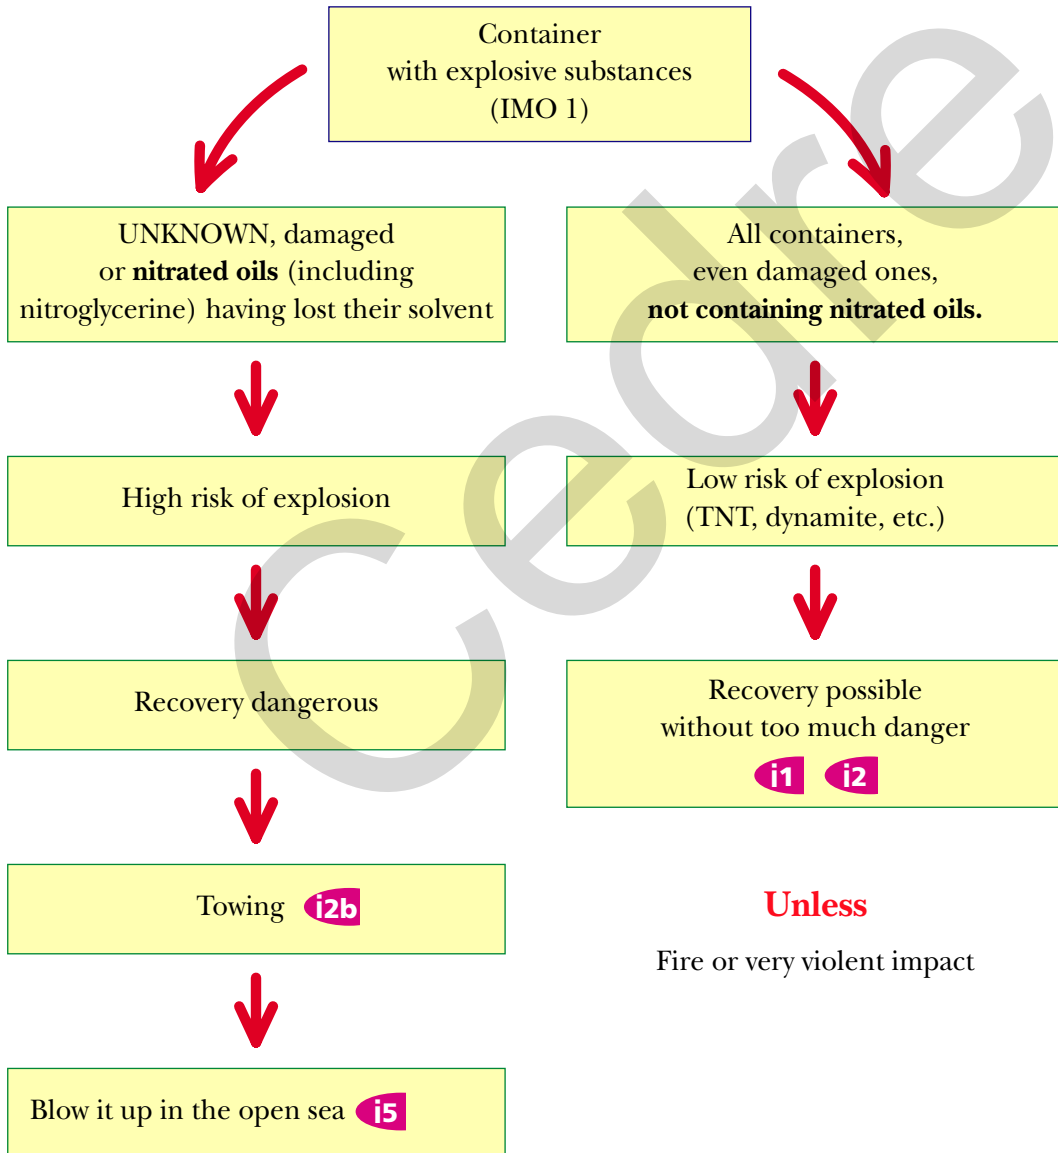 Container
with explosive substances
(IMO 1)
UNKNOWN, damaged
or nitrated oils (including
nitroglycerine) having lost their solvent
High risk of explosion
Recovery dangerous
Towing i2b
Blow it up in the open sea i5
All containers,
even damaged ones,
not containing nitrated oils.
Low risk of explosion
(TNT, dynamite, etc.)
Recovery possible
without too much danger
i1 i2
Unless
Fire or very violent impact
Cedre